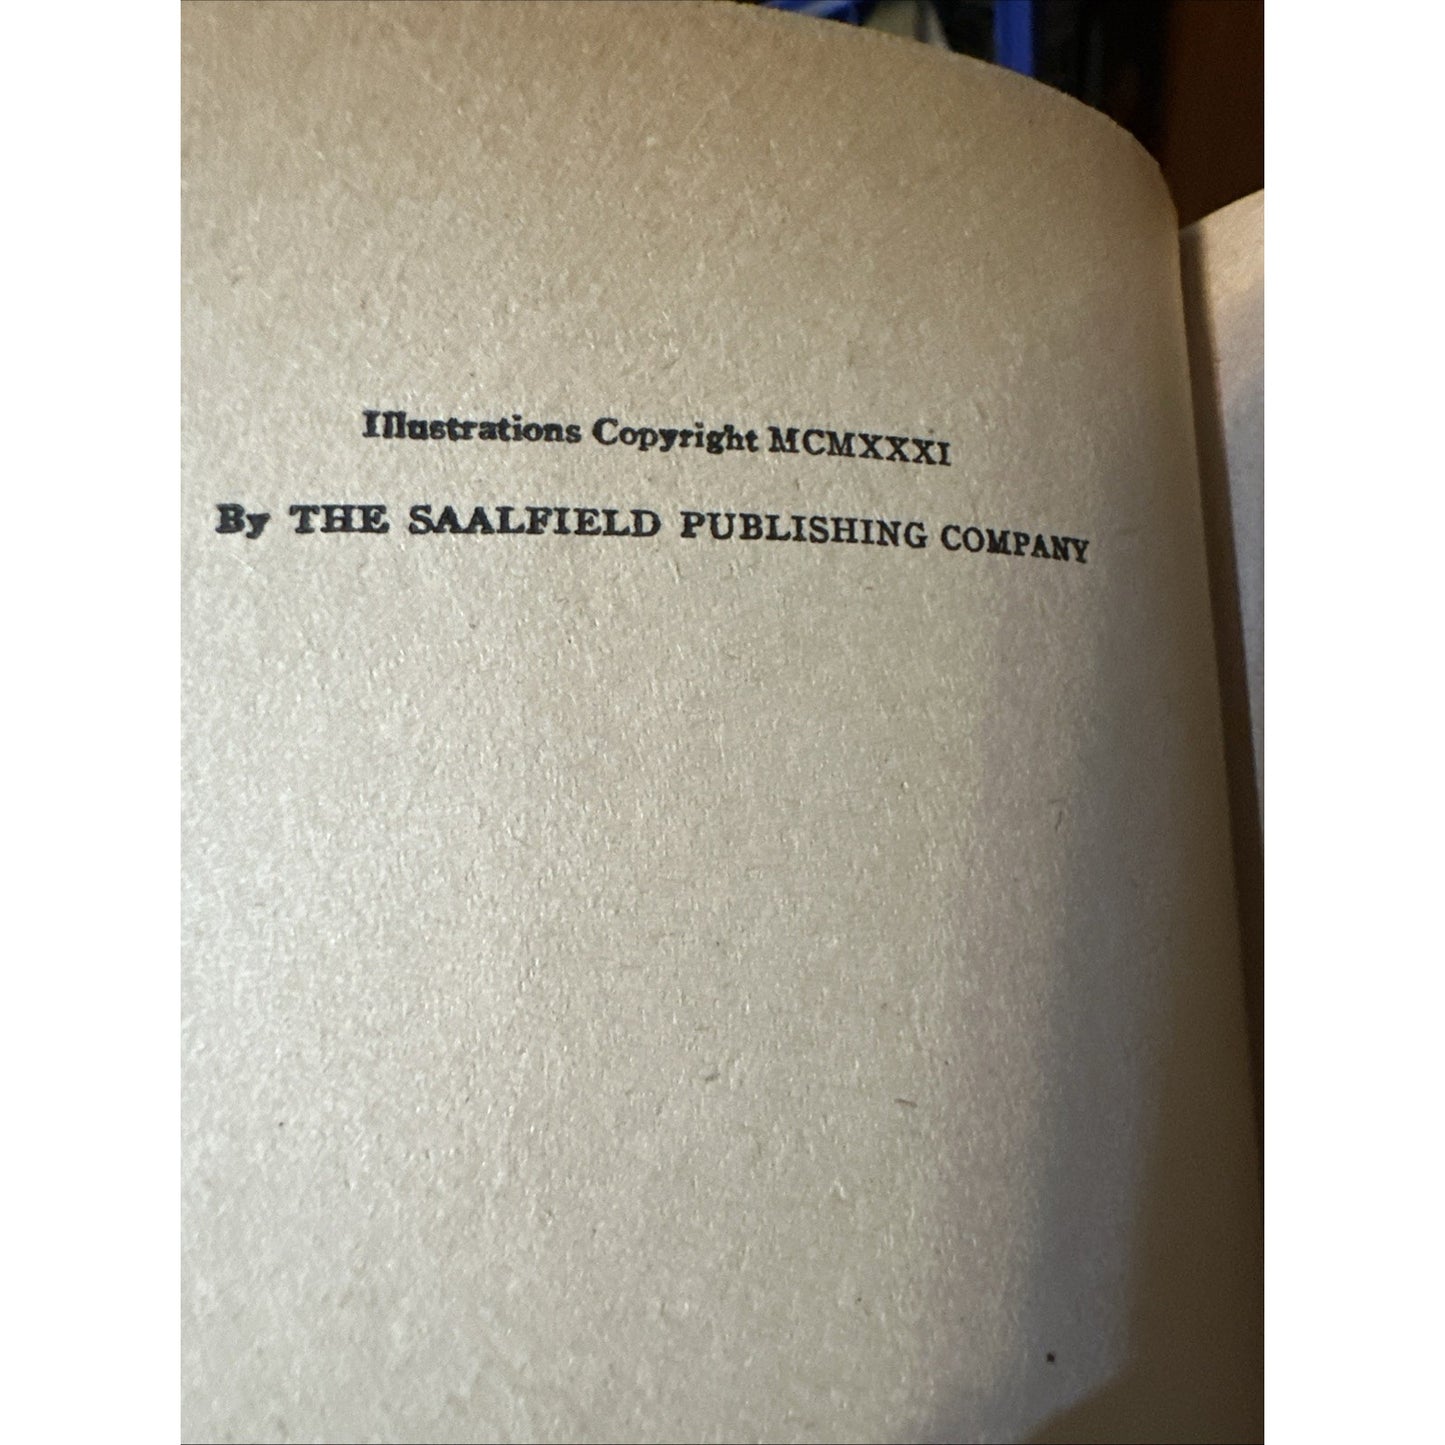 Illustrations Copyright MCMXXXI
By THE SAALFIELD PUBLISHING COMPANY